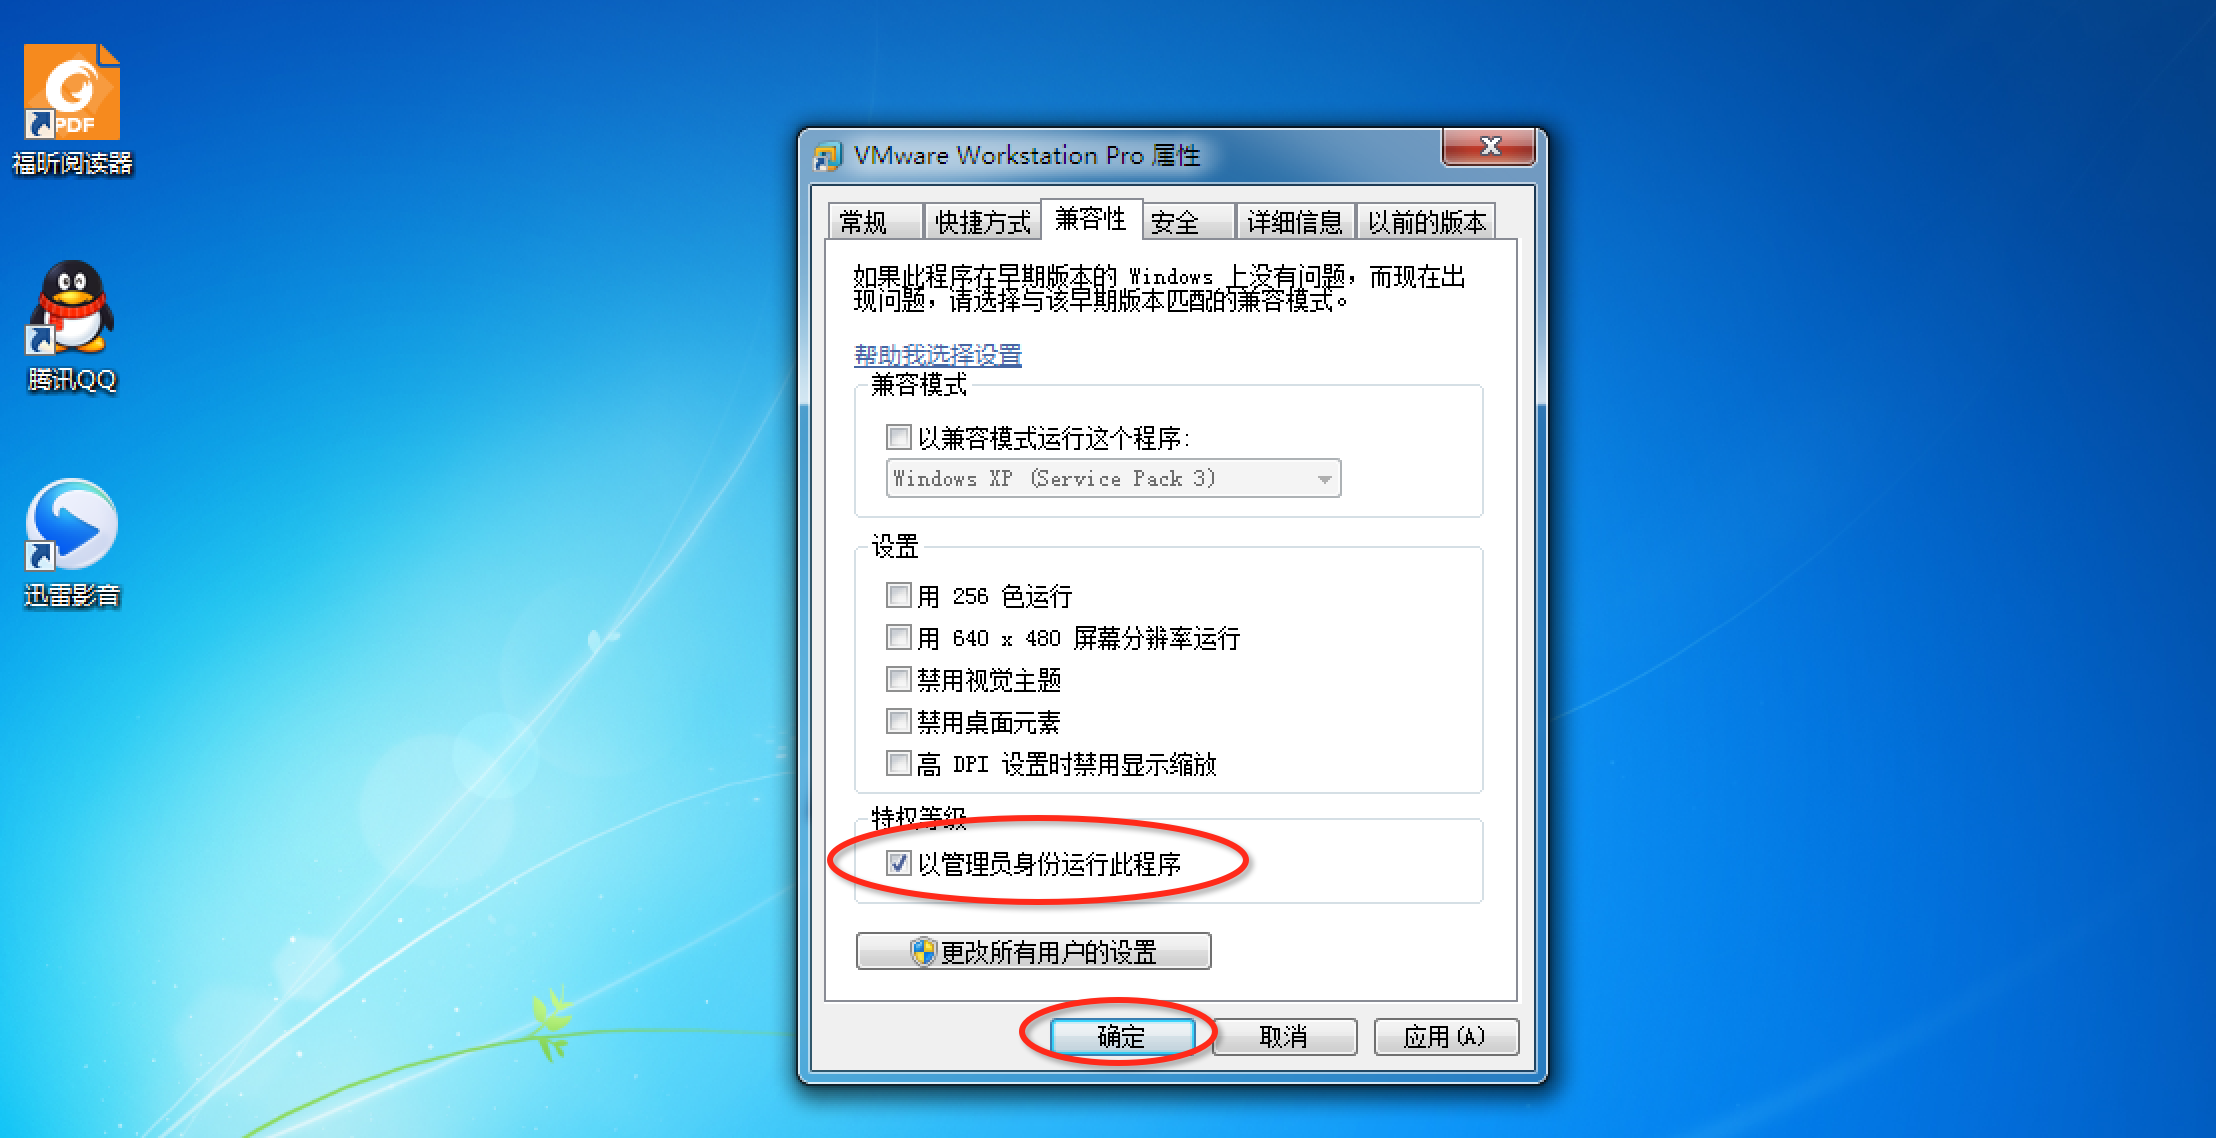 PDF
福昕阅读器
腾讯QQ
迅雷影音
VMware Workstation Pro 属性
常规 快捷方式 兼容性 安全 详细信息 以前的版本
如果此程序在早期版本的 Windows 上没有问题，而现在出
现问题，请选择与该早期版本匹配的兼容模式。
帮助我选择设置
兼容模式
以兼容模式运行这个程序:
Windows XP (Service Pack 3)
设置
用 256 色运行
用 640 x 480 屏幕分辨率运行
禁用视觉主题
禁用桌面元素
高 DPI 设置时禁用显示缩放
特权等级
以管理员身份运行此程序
更改所有用户的设置
确定 取消 应用(A)